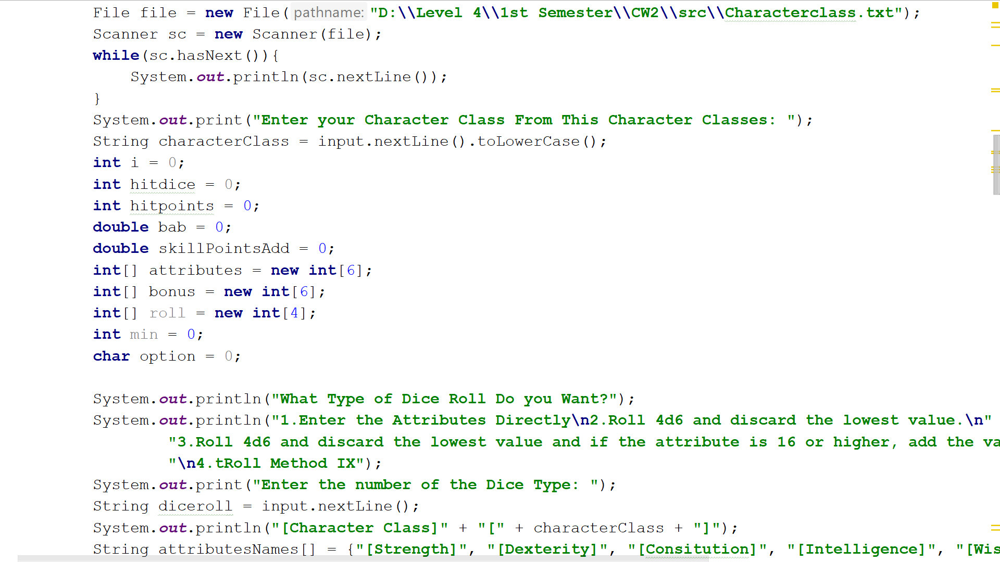 File file = new File( pathname: "D:\\Level 4\\1st Semester\\CW2\\src\\Characterclass.txt");
Scanner sc = new Scanner(file);
while(sc.hasNext()){
    System.out.println(sc.nextLine());
}
System.out.print("Enter your Character Class From This Character Classes: ");
String characterClass = input.nextLine().toLowerCase();
int i = 0;
int hitdice = 0;
int hitpoints = 0;
double bab = 0;
double skillPointsAdd = 0;
int[] attributes = new int[6];
int[] bonus = new int[6];
int[] roll = new int[4];
int min = 0;
char option = 0;

System.out.println("What Type of Dice Roll Do you Want?");
System.out.println("1.Enter the Attributes Directly\n2.Roll 4d6 and discard the lowest value.\n"
        "3.Roll 4d6 and discard the lowest value and if the attribute is 16 or higher, add the va
        "\n4.tRoll Method IX");
System.out.print("Enter the number of the Dice Type: ");
String diceroll = input.nextLine();
System.out.println("[Character Class]" + "[" + characterClass + "]");
String attributesNames[] = {"[Strength]", "[Dexterity]", "[Consitution]", "[Intelligence]", "[Wis